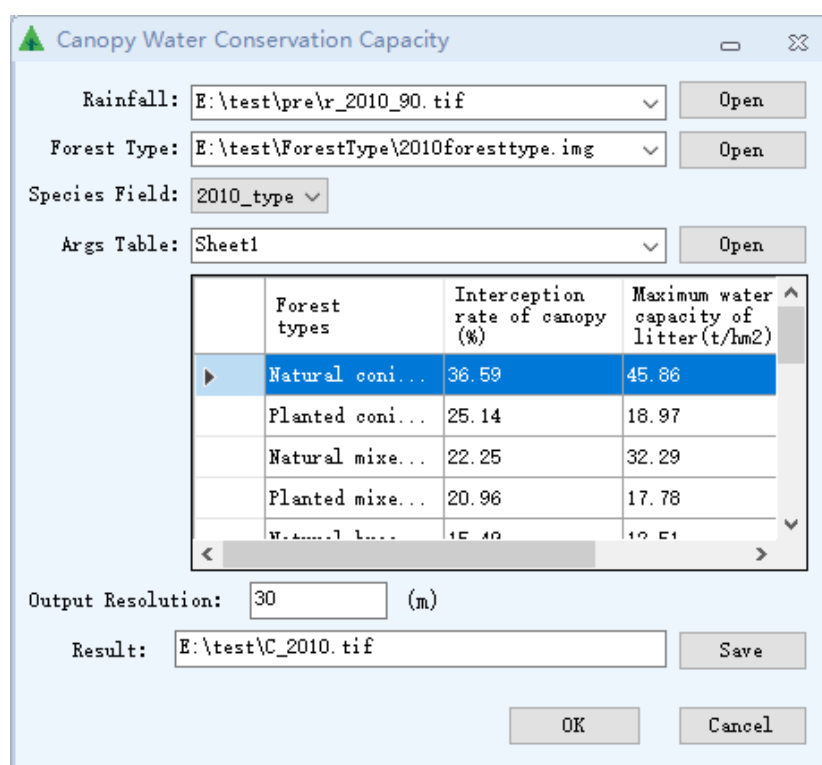 Canopy Water Conservation Capacity
Rainfall: E:\test\pre\r_2010_90.tif Open
Forest Type: E:\test\ForestType\2010foresttype.img Open
Species Field: 2010_type
Args Table: Sheet1 Open
Forest types Interception rate of canopy (%) Maximum water capacity of litter(t/hm2)
Natural coni... 36.59 45.86
Planted coni... 25.14 18.97
Natural mixe... 22.25 32.29
Planted mixe... 20.96 17.78
Natural
Output Resolution: 30 (m)
Result: E:\test\C_2010.tif Save
OK Cancel